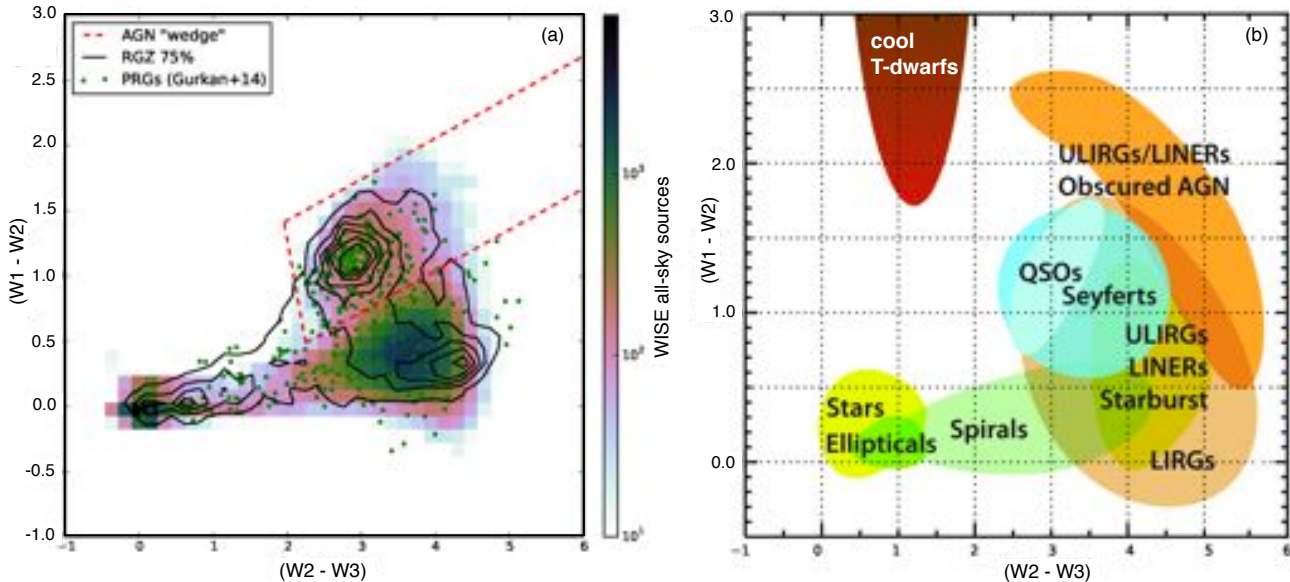 3.0
2.5
2.0
1.5
1.0
0.5
0.0
-0.5
-1.0
(W1 - W2)
AGN "wedge"
RGZ 75%
PRGs (Gurkan+14)
(a)
-1
0
1
2
3
4
5
6
(W2 - W3)
10³
10²
10¹
WISE all-sky sources
3.0
2.0
1.0
0.0
(W1 - W2)
(b)
cool
T-dwarfs
ULIRGs/LINERs
Obscured AGN
QSOs
Seyferts
ULIRGs
LINERs
Starburst
LIRGs
Stars
Ellipticals
Spirals
-1
0
1
2
3
4
5
6
(W2 - W3)